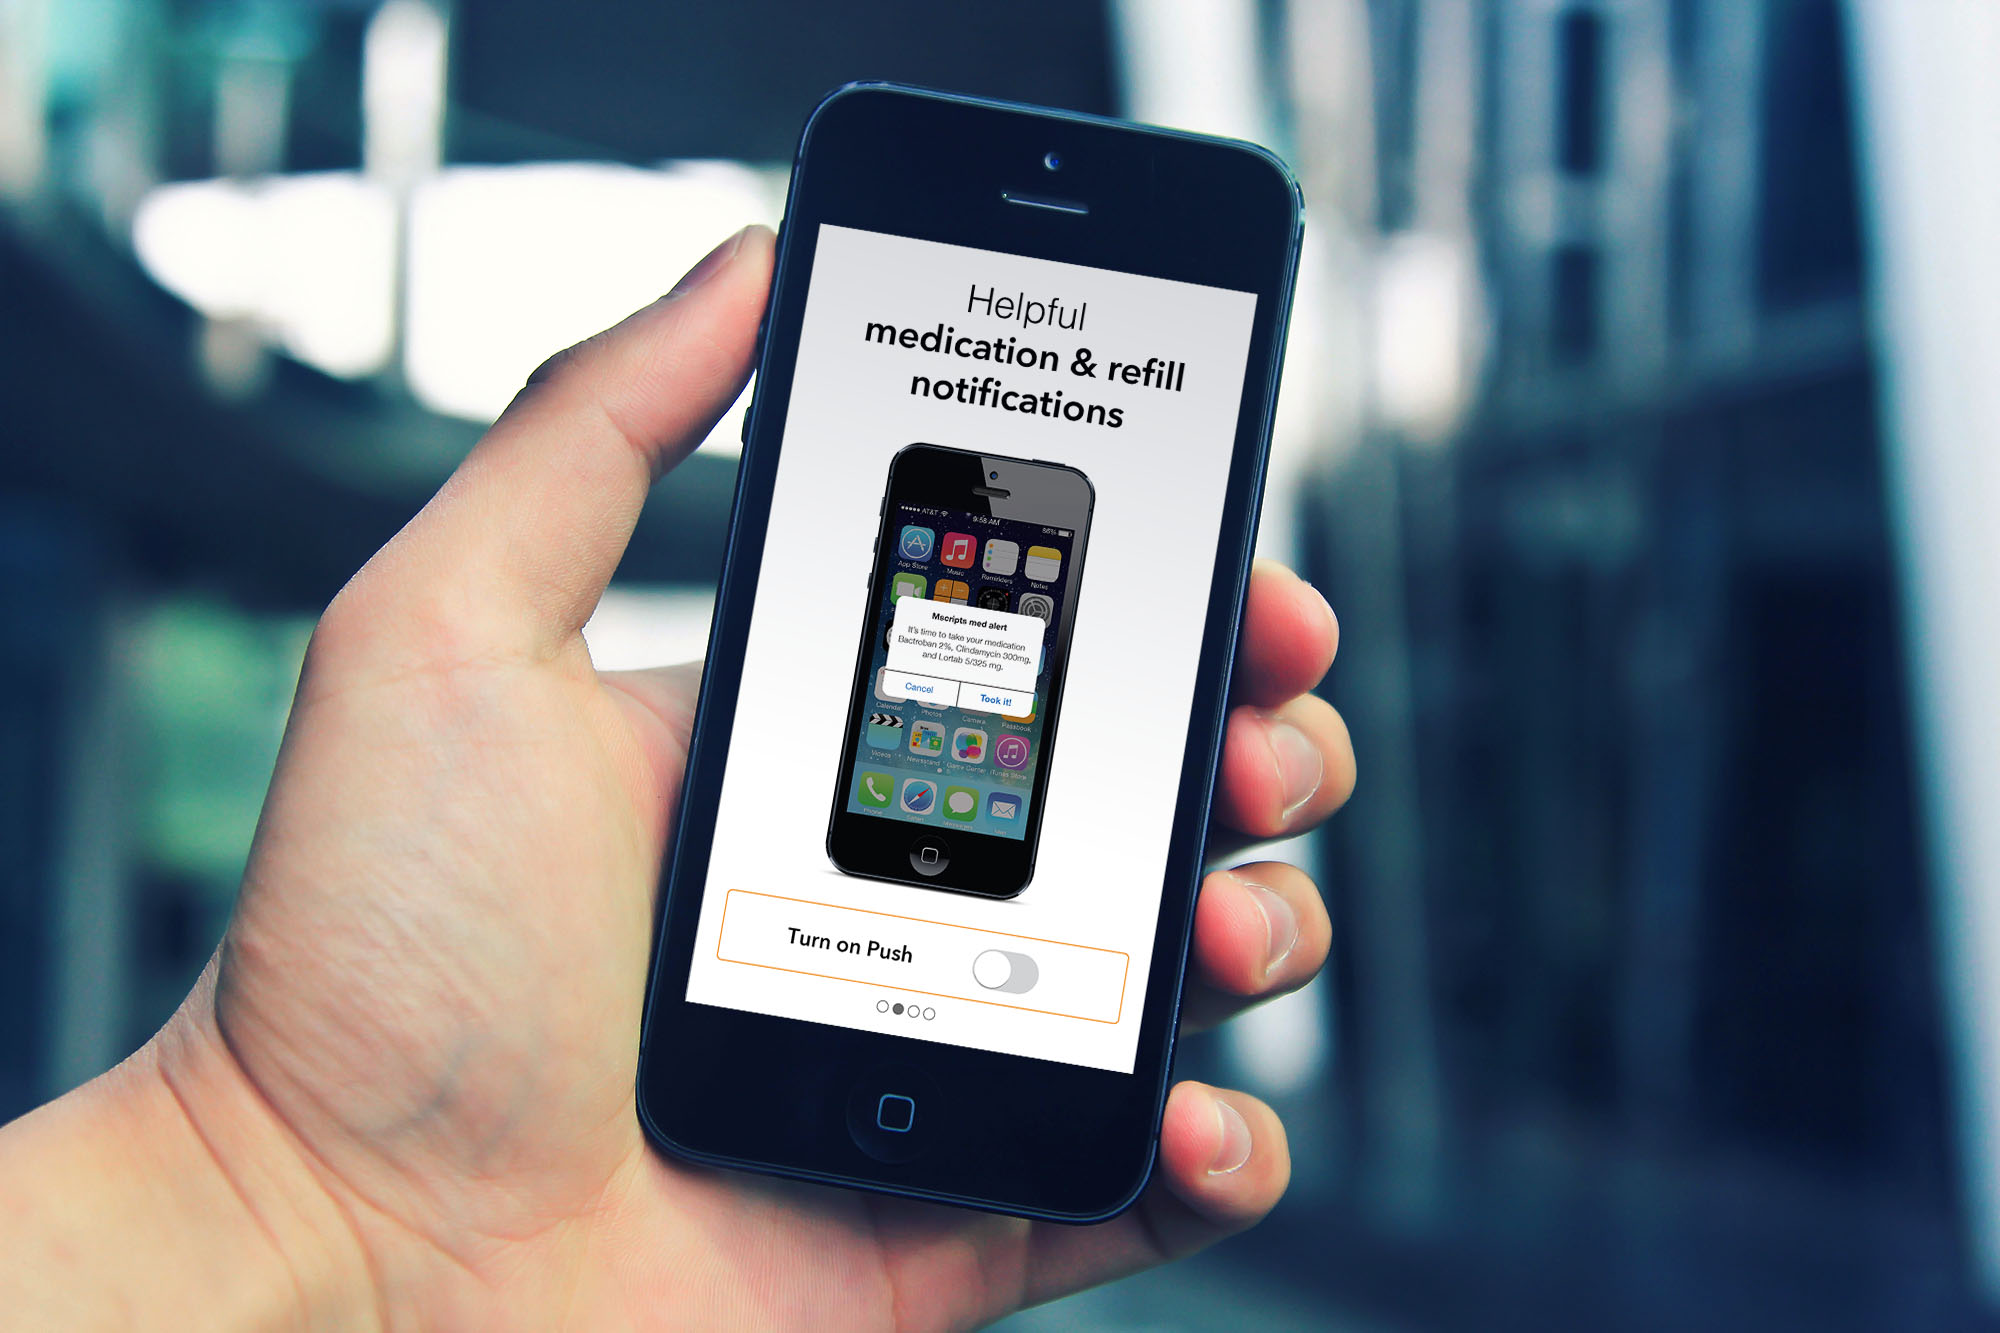 Helpful
medication & refill
notifications
AT&T 9:58 AM 86%
App Store Music Reminders Notes
Mscripts med alert
It's time to take your medication
Bactroban 2%, Clindamycin 300mg,
and Lortab 5/325 mg.
Cancel Took it!
Calendar Photos Camera Passbook
Videos Newsstand Game Center iTunes Store
Phone Safari Messages Mail
Turn on Push